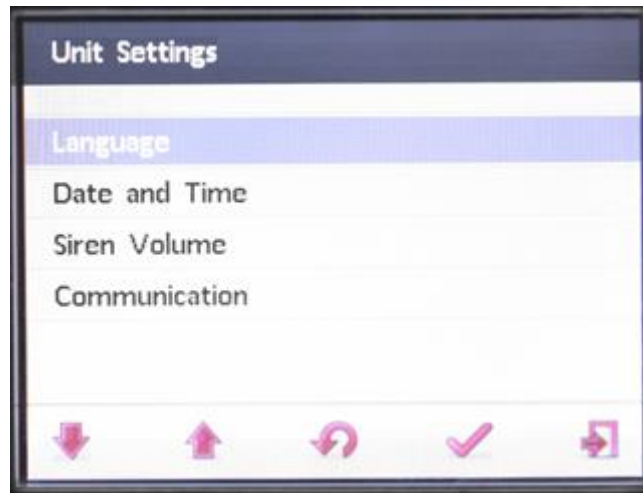 Unit Settings
Language
Date and Time
Siren Volume
Communication